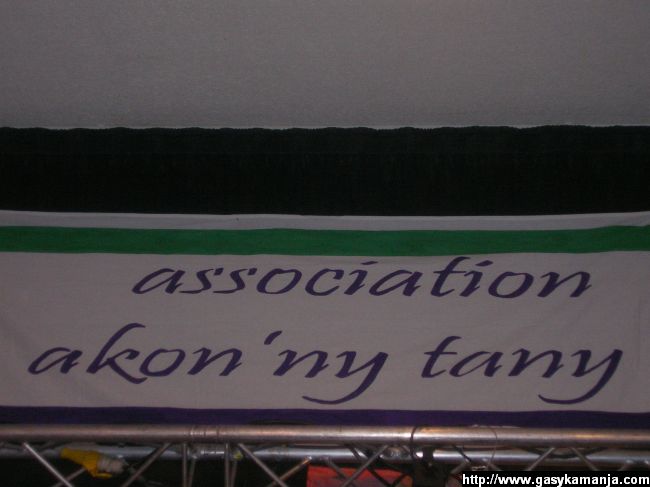 association
akon'ny tany
http://www.gasykamanja.com